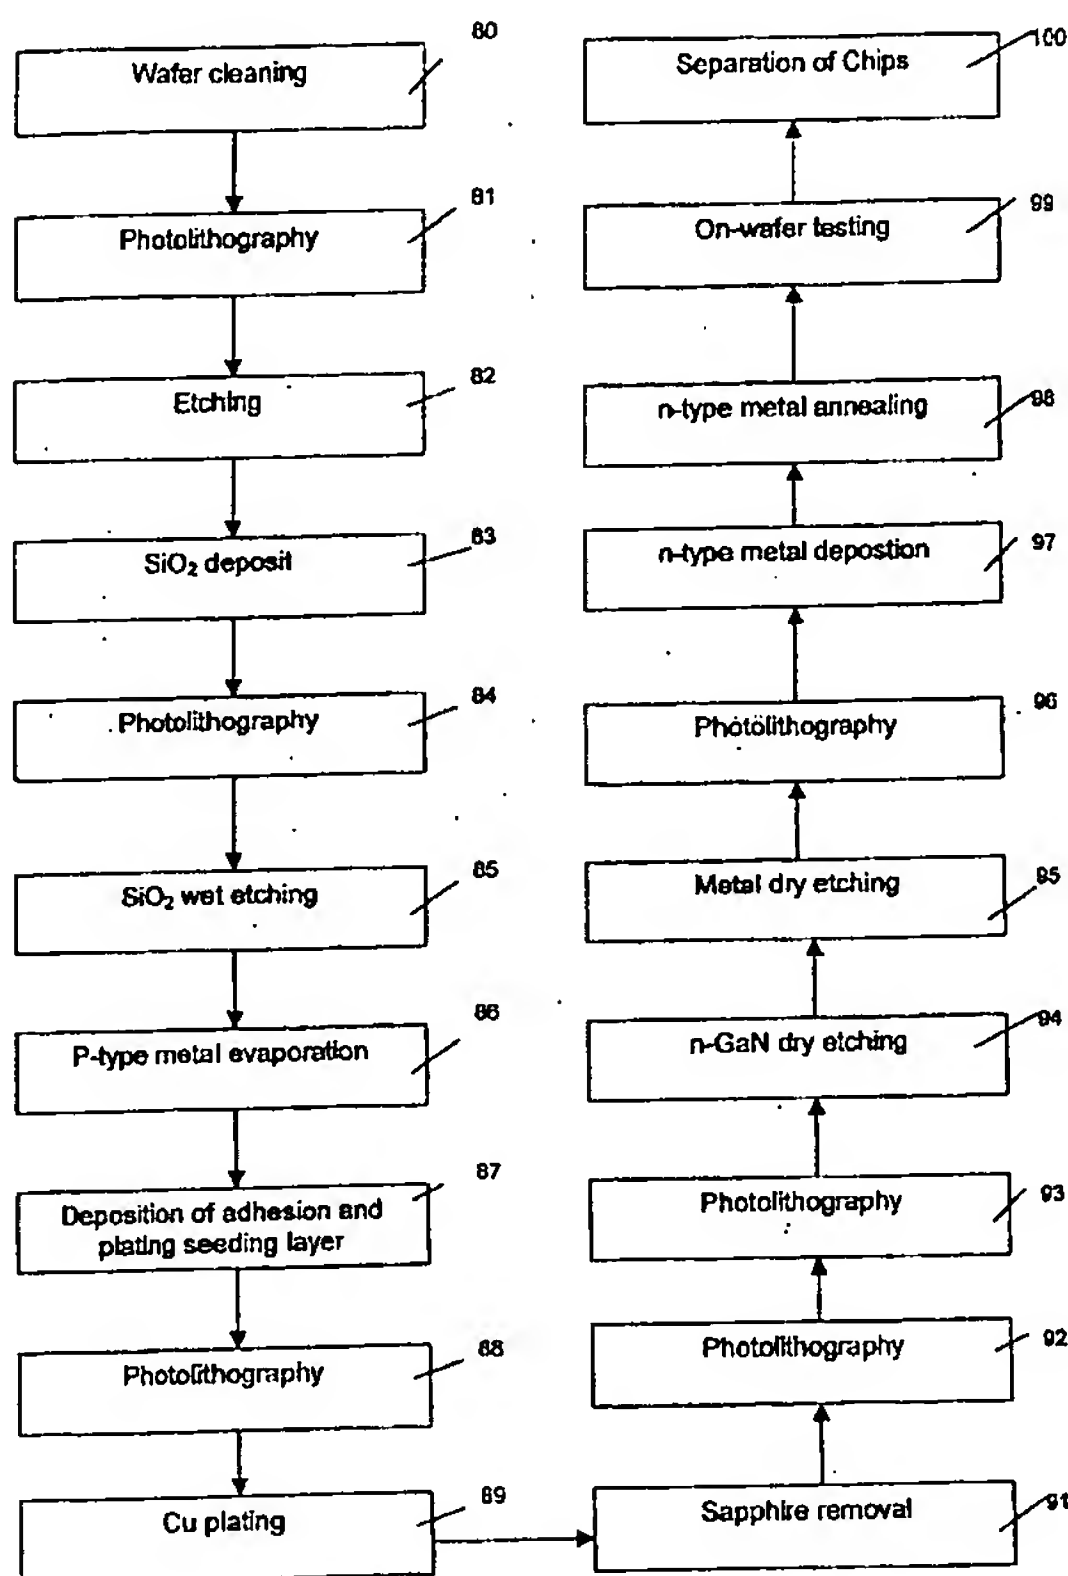 80
Wafer cleaning
81
Photolithography
82
Etching
83
SiO₂ deposit
84
Photolithography
85
SiO₂ wet etching
86
P-type metal evaporation
87
Deposition of adhesion and
plating seeding layer
88
Photolithography
89
Cu plating
91
Sapphire removal
92
Photolithography
93
Photolithography
94
n-GaN dry etching
95
Metal dry etching
96
Photolithography
97
n-type metal depostion
98
n-type metal annealing
99
On-wafer testing
100
Separation of Chips